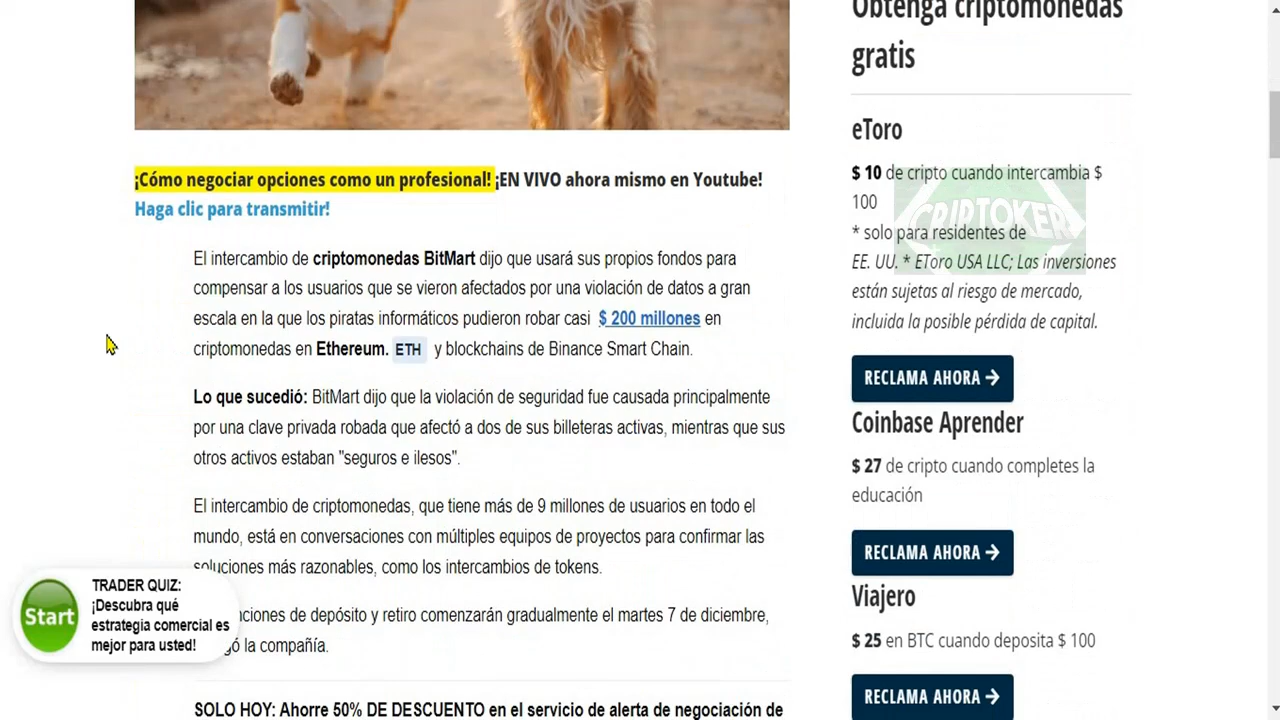 ¡Cómo negociar opciones como un profesional! ¡EN VIVO ahora mismo en Youtube!
Haga clic para transmitir!
El intercambio de criptomonedas BitMart dijo que usará sus propios fondos para
compensar a los usuarios que se vieron afectados por una violación de datos a gran
escala en la que los piratas informáticos pudieron robar casi $ 200 millones en
criptomonedas en Ethereum. ETH y blockchains de Binance Smart Chain.
Lo que sucedió: BitMart dijo que la violación de seguridad fue causada principalmente
por una clave privada robada que afectó a dos de sus billeteras activas, mientras que sus
otros activos estaban "seguros e ilesos".
El intercambio de criptomonedas, que tiene más de 9 millones de usuarios en todo el
mundo, está en conversaciones con múltiples equipos de proyectos para confirmar las
soluciones más razonables, como los intercambios de tokens.
de depósito y retiro comenzarán gradualmente el martes 7 de diciembre,
la compañía.
SOLO HOY: Ahorre 50% DE DESCUENTO en el servicio de alerta de negociación de
Start
TRADER QUIZ:
¡Descubra qué
estrategia comercial es
mejor para usted!
Obtenga criptomonedas
gratis
eToro
$ 10 de cripto cuando intercambia $
100
* solo para residentes de
EE. UU. * EToro USA LLC; Las inversiones
están sujetas al riesgo de mercado,
incluida la posible pérdida de capital.
RECLAMA AHORA →
Coinbase Aprender
$ 27 de cripto cuando completes la
educación
RECLAMA AHORA →
Viajero
$ 25 en BTC cuando deposita $ 100
RECLAMA AHORA →
CRIPTOKER